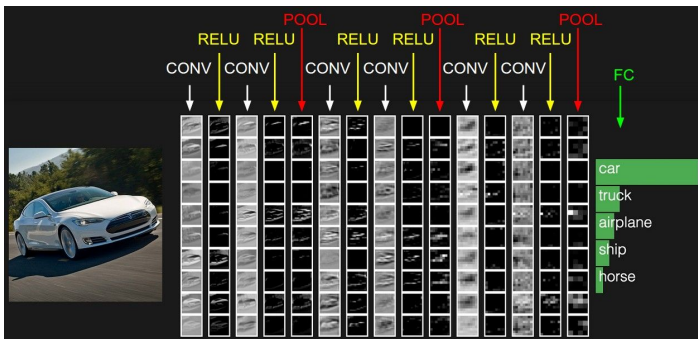 POOL POOL POOL
RELU RELU RELU RELU RELU RELU
CONV CONV CONV CONV CONV CONV
FC
car
truck
airplane
ship
horse